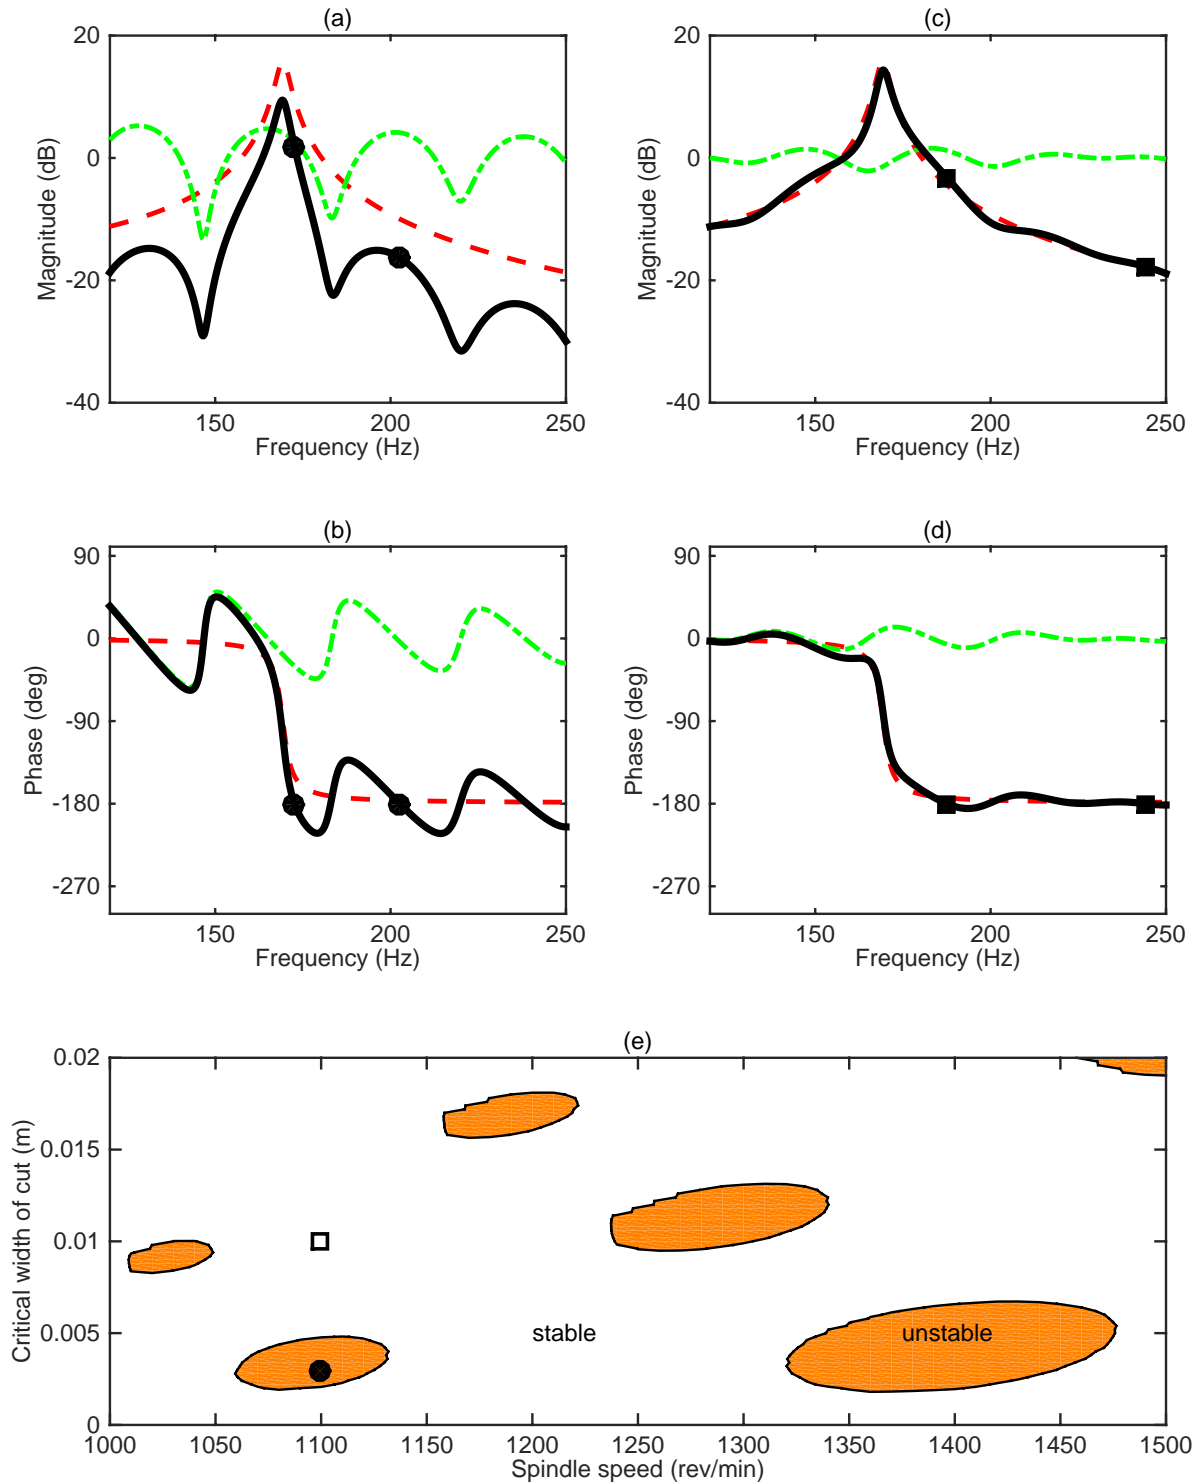 (a)
20
0
-20
-40
Magnitude (dB)
150
200
250
Frequency (Hz)
(c)
20
0
-20
-40
Magnitude (dB)
150
200
250
Frequency (Hz)
(b)
90
0
-90
-180
-270
Phase (deg)
150
200
250
Frequency (Hz)
(d)
90
0
-90
-180
-270
Phase (deg)
150
200
250
Frequency (Hz)
(e)
0.02
0.015
0.01
0.005
0
Critical width of cut (m)
stable
unstable
1000
1050
1100
1150
1200
1250
1300
1350
1400
1450
1500
Spindle speed (rev/min)